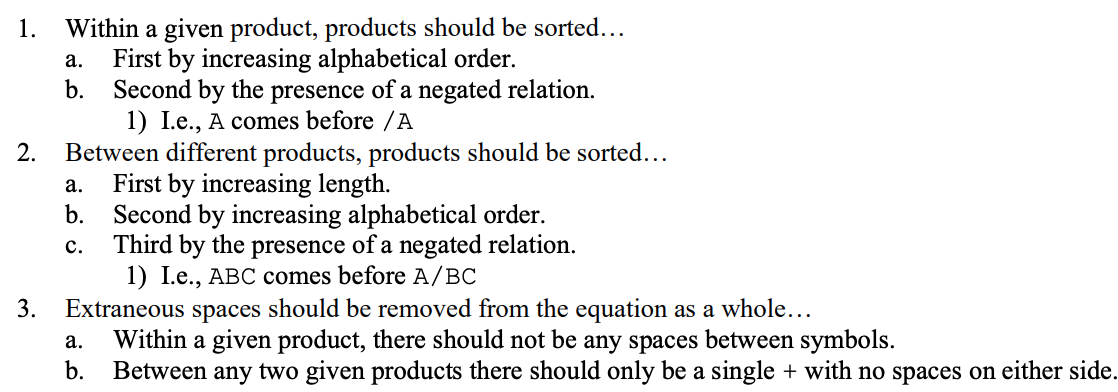 1. Within a given product, products should be sorted…
a. First by increasing alphabetical order.
b. Second by the presence of a negated relation.
1) I.e., A comes before /A
2. Between different products, products should be sorted…
a. First by increasing length.
b. Second by increasing alphabetical order.
c. Third by the presence of a negated relation.
1) I.e., ABC comes before A/BC
3. Extraneous spaces should be removed from the equation as a whole…
a. Within a given product, there should not be any spaces between symbols.
b. Between any two given products there should only be a single + with no spaces on either side.